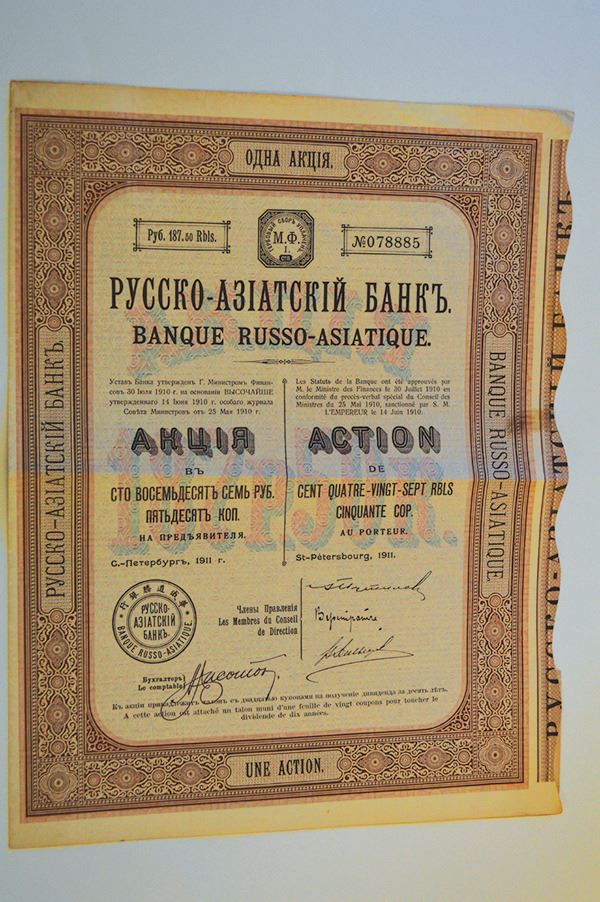 ОДНА АКЦІЯ.
Руб. 187.50 Rbls.
ГЕРБОВЫЙ СБОРЪ УПЛАЧЕНЪ
М.Ф.
1.
№078885
РУССКО-АЗІАТСКІЙ БАНКЪ.
BANQUE RUSSO-ASIATIQUE.
Уставъ Банка утвержденъ Г. Министромъ Финан-
совъ 30 Іюля 1910 г. на основаніи ВЫСОЧАЙШЕ
утвержденнаго 14 Іюня 1910 г. особаго журнала
Совѣта Министровъ отъ 25 Мая 1910 г.
АКЦІЯ
ВЪ
СТО ВОСЕМЬДЕСЯТЪ СЕМЬ РУБ.
ПЯТЬДЕСЯТЪ КОП.
НА ПРЕДЪЯВИТЕЛЯ.
С.-Петербургъ, 1911 г.
Les Statuts de la Banque ont été approuvés par
M. le Ministre des Finances le 30 Juillet 1910 en
conformité du procès-verbal spécial du Conseil des
Ministres du 25 Mai 1910, sanctionné par S. M.
L'EMPEREUR le 14 Juin 1910.
ACTION
DE
CENT QUATRE-VINGT-SEPT RBLS
CINQUANTE COP.
AU PORTEUR.
St-Pétersbourg, 1911.
РУССКО-
АЗІАТСКІЙ
БАНКЪ.
BANQUE RUSSO-ASIATIQUE.
Члены Правленія
Les Membres du Conseil
de Direction
Бухгалтеръ
Le comptable
Къ акціи принадлежитъ талонъ съ двадцатью купонами на полученіе дивиденда за десять лѣтъ.
A cette action est attaché un talon muni d'une feuille de vingt coupons pour toucher le
dividende de dix années.
UNE ACTION.
РУССКО-АЗІАТСКІЙ БАНКЪ.
BANQUE RUSSO-ASIATIQUE